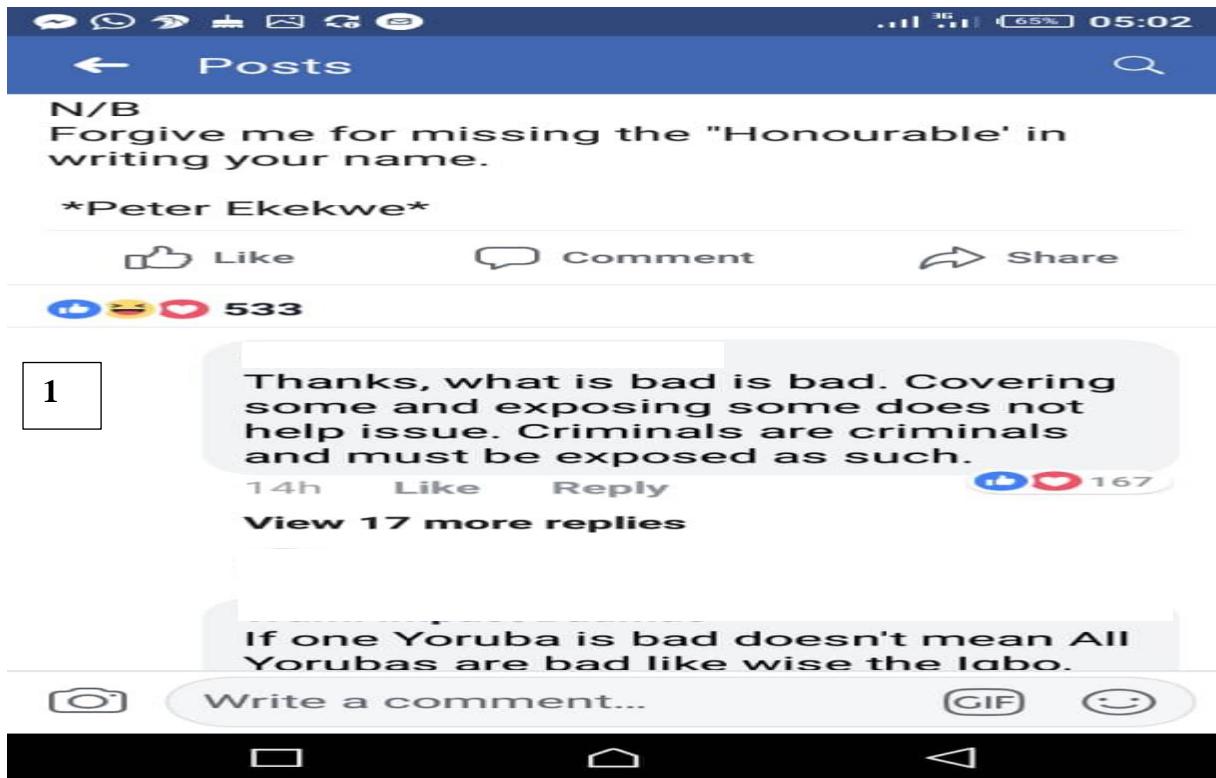 3G 65% 05:02
Posts
N/B
Forgive me for missing the "Honourable' in
writing your name.
*Peter Ekekwe*
Like Comment Share
533
1
Thanks, what is bad is bad. Covering
some and exposing some does not
help issue. Criminals are criminals
and must be exposed as such.
14h Like Reply 167
View 17 more replies
If one Yoruba is bad doesn't mean All
Yorubas are bad like wise the Igbo.
Write a comment... GIF